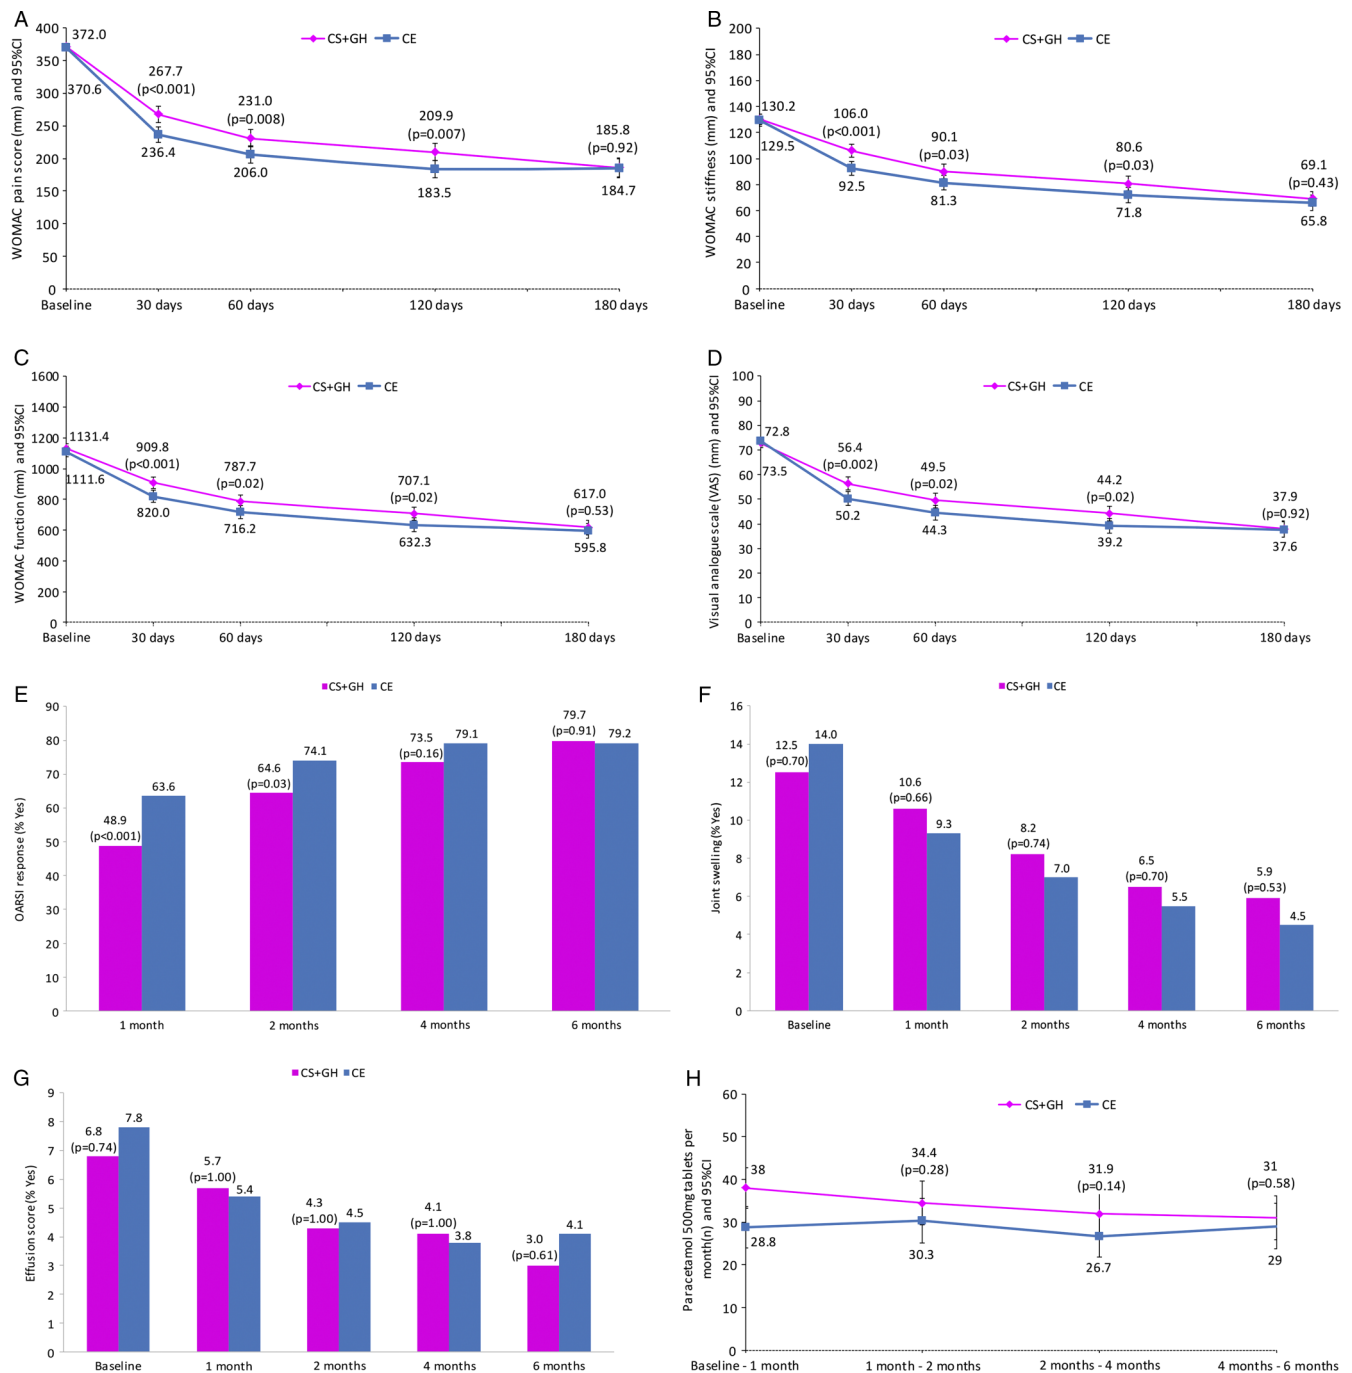 A
WOMAC pain score (mm) and 95%CI
CS+GH CE
400
350
300
250
200
150
100
50
0
372.0
370.6
267.7
(p<0.001)
236.4
231.0
(p=0.008)
206.0
209.9
(p=0.007)
183.5
185.8
(p=0.92)
184.7
Baseline 30 days 60 days 120 days 180 days
B
WOMAC stiffness (mm) and 95%CI
CS+GH CE
200
180
160
140
120
100
80
60
40
20
0
130.2
129.5
106.0
(p<0.001)
92.5
90.1
(p=0.03)
81.3
80.6
(p=0.03)
71.8
69.1
(p=0.43)
65.8
Baseline 30 days 60 days 120 days 180 days
C
WOMAC function (mm) and 95%CI
CS+GH CE
1600
1400
1200
1000
800
600
400
200
0
1131.4
1111.6
909.8
(p<0.001)
820.0
787.7
(p=0.02)
716.2
707.1
(p=0.02)
632.3
617.0
(p=0.53)
595.8
Baseline 30 days 60 days 120 days 180 days
D
Visual analogue scale (VAS) (mm) and 95%CI
CS+GH CE
100
90
80
70
60
50
40
30
20
10
0
72.8
73.5
56.4
(p=0.002)
50.2
49.5
(p=0.02)
44.3
44.2
(p=0.02)
39.2
37.9
(p=0.92)
37.6
Baseline 30 days 60 days 120 days 180 days
E
OARSI response (% Yes)
CS+GH CE
90
80
70
60
50
40
30
20
10
0
48.9
(p<0.001)
63.6
64.6
(p=0.03)
74.1
73.5
(p=0.16)
79.1
79.7
(p=0.91)
79.2
1 month 2 months 4 months 6 months
F
Joint swelling (% Yes)
CS+GH CE
16
14
12
10
8
6
4
2
0
12.5
(p=0.70)
14.0
10.6
(p=0.66)
9.3
8.2
(p=0.74)
7.0
6.5
(p=0.70)
5.5
5.9
(p=0.53)
4.5
Baseline 1 month 2 months 4 months 6 months
G
Effusion score (% Yes)
CS+GH CE
9
8
7
6
5
4
3
2
1
0
6.8
(p=0.74)
7.8
5.7
(p=1.00)
5.4
4.3
(p=1.00)
4.5
4.1
(p=1.00)
3.8
3.0
(p=0.61)
4.1
Baseline 1 month 2 months 4 months 6 months
H
Paracetamol 500mg tablets per
month(n) and 95%CI
CS+GH CE
60
50
40
30
20
10
0
38
28.8
34.4
(p=0.28)
30.3
31.9
(p=0.14)
26.7
31
(p=0.58)
29
Baseline - 1 month 1 month - 2 months 2 months - 4 months 4 months - 6 months